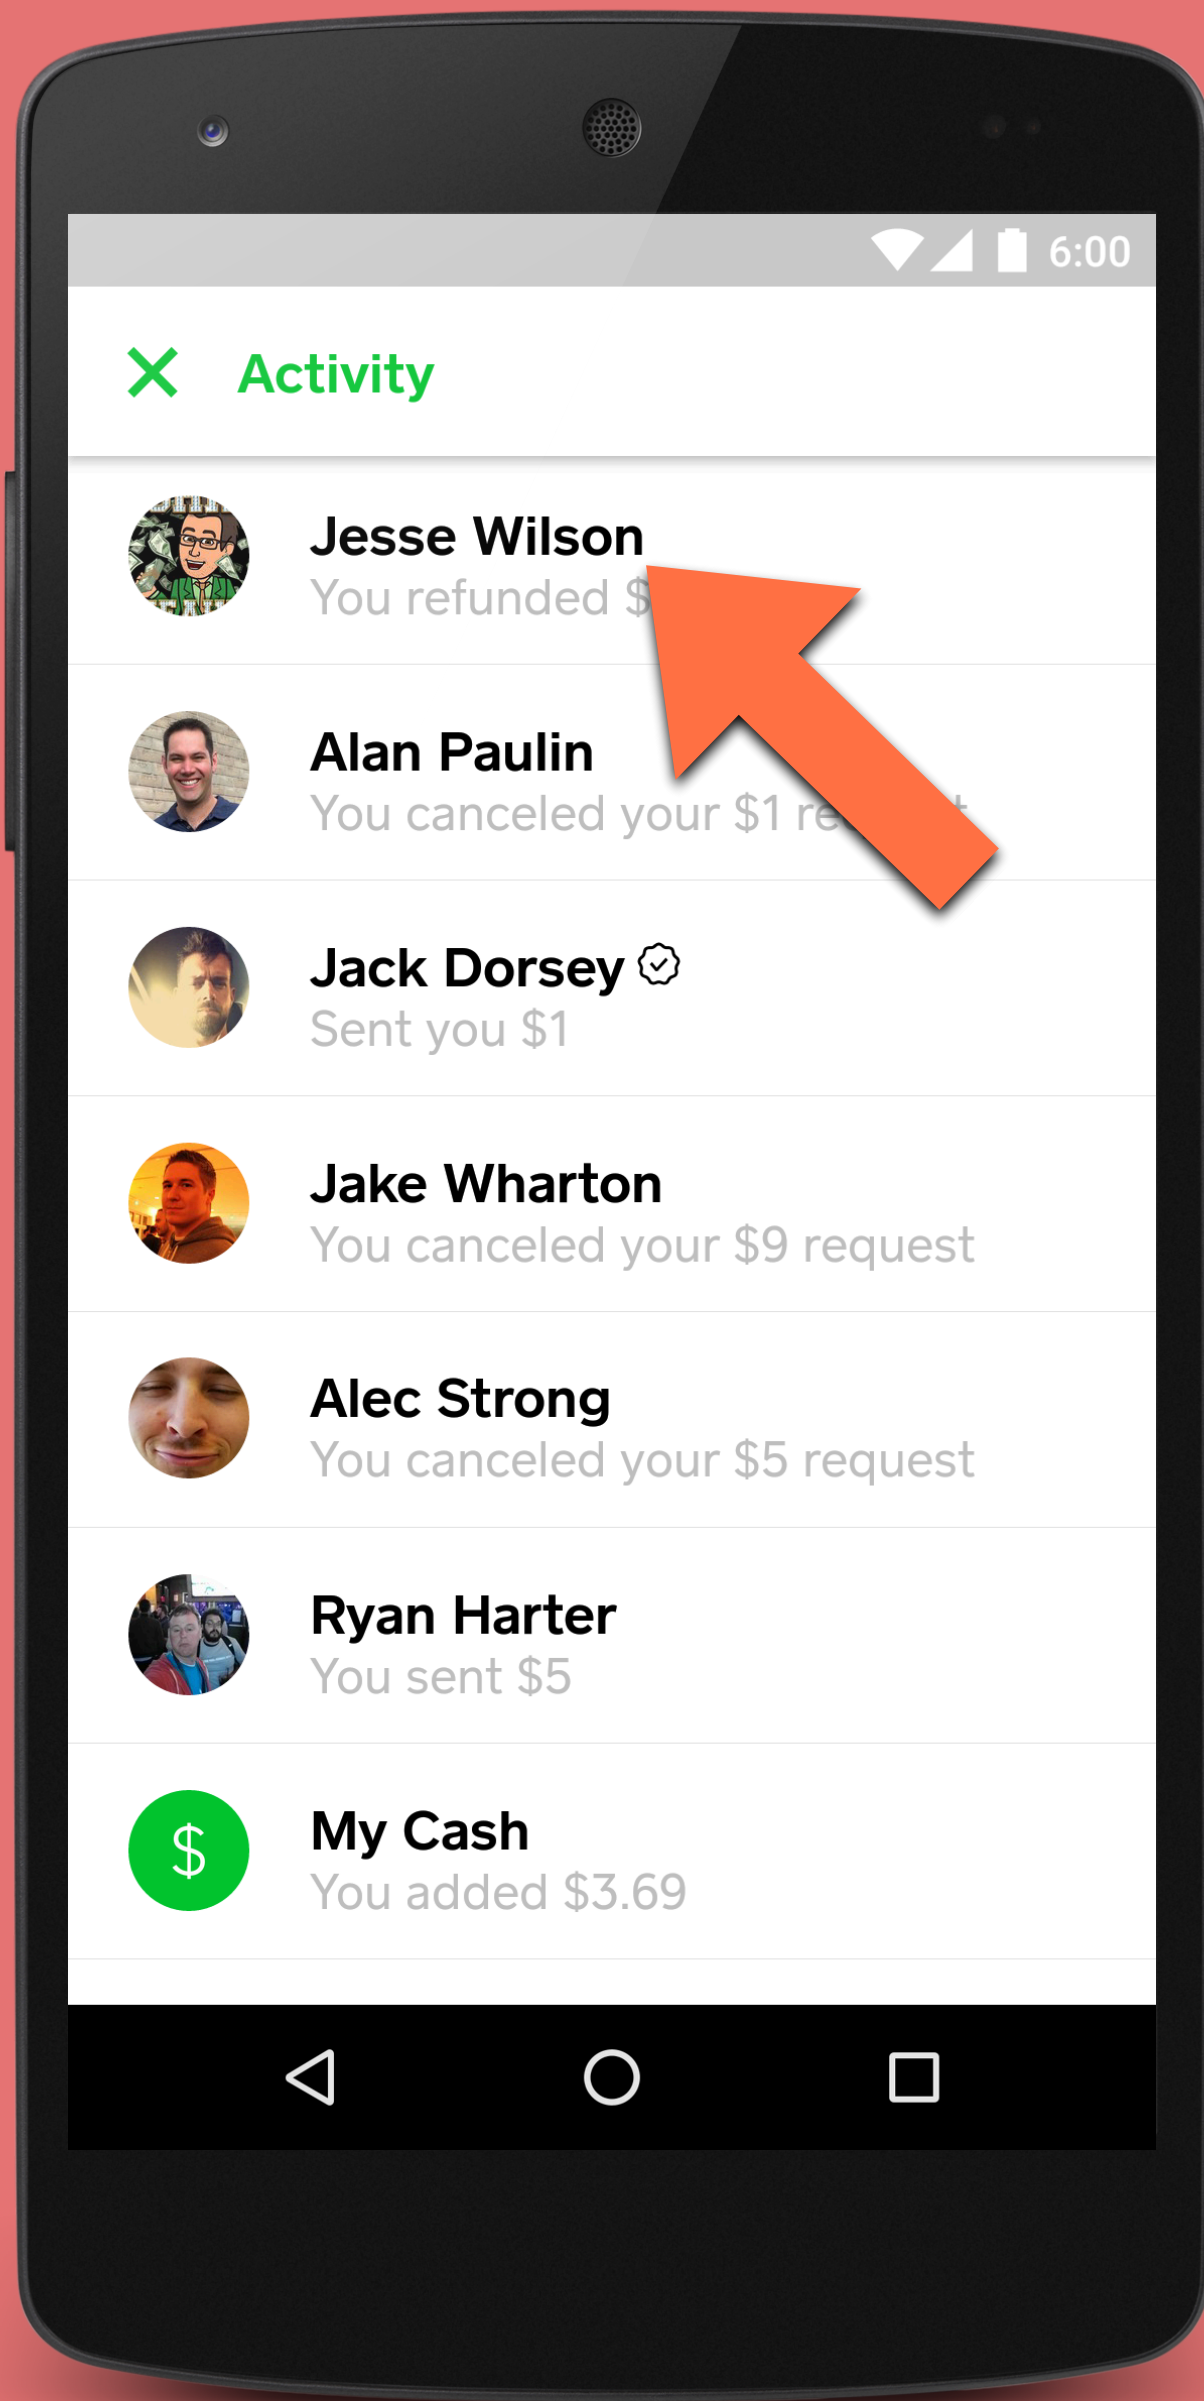 6:00
Activity
Jesse Wilson
You refunded $
Alan Paulin
You canceled your $1
Jack Dorsey
Sent you $1
Jake Wharton
You canceled your $9 request
Alec Strong
You canceled your $5 request
Ryan Harter
You sent $5
$
My Cash
You added $3.69